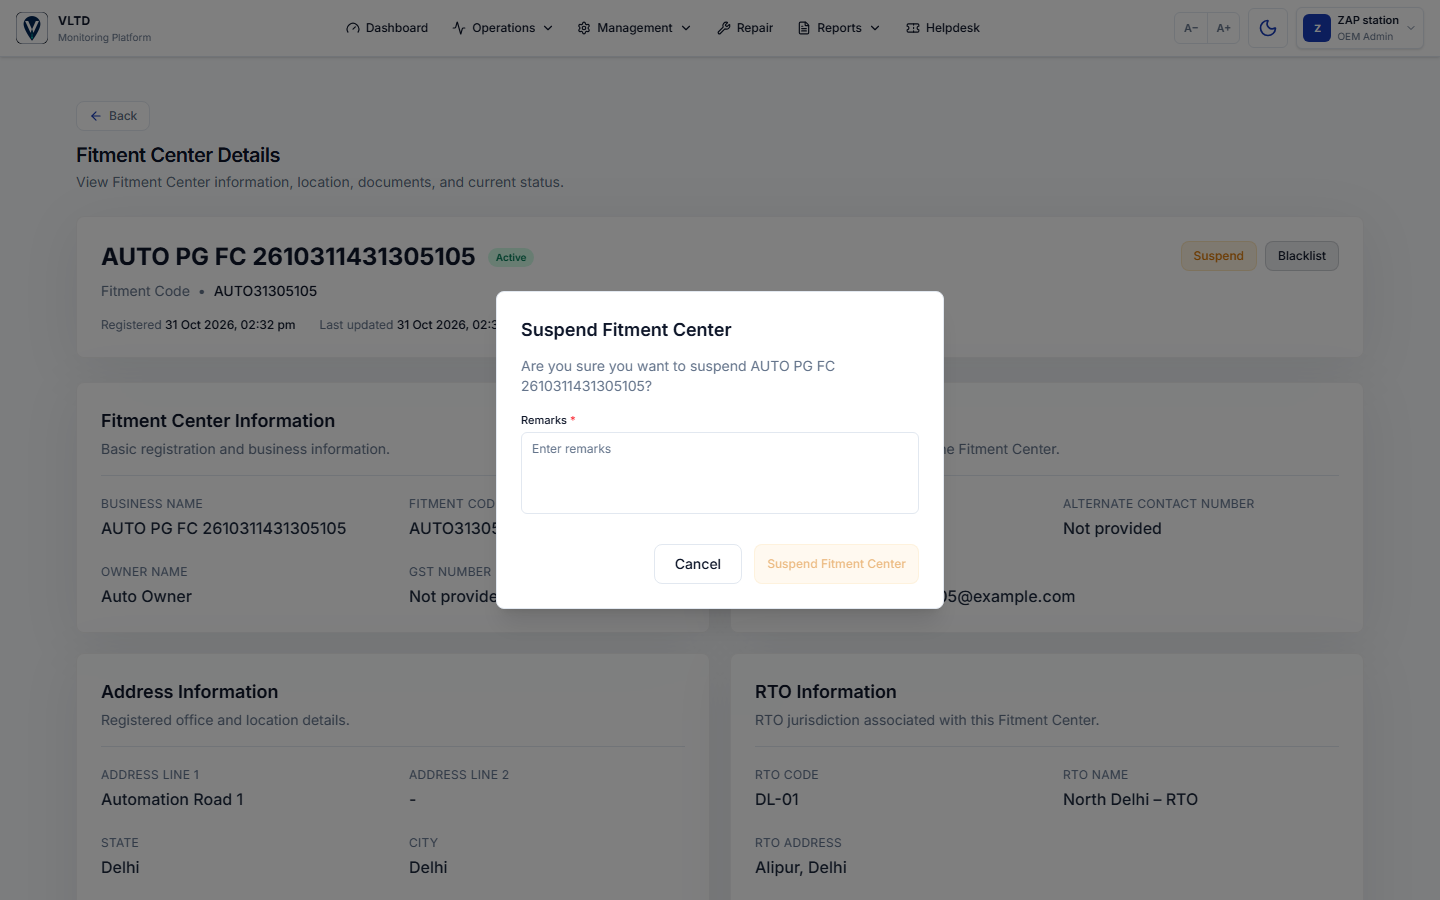 VLTD
Monitoring Platform
Dashboard
Operations
Management
Repair
Reports
Helpdesk
A−
A+
Z
ZAP station
OEM Admin
Back
Fitment Center Details
View Fitment Center information, location, documents, and current status.
AUTO PG FC 2610311431305105
Active
Suspend
Blacklist
Fitment Code • AUTO31305105
Registered 31 Oct 2026, 02:32 pm
Last updated 31 Oct 2026, 02:3
Suspend Fitment Center
Are you sure you want to suspend AUTO PG FC
2610311431305105?
Remarks *
Enter remarks
Cancel
Suspend Fitment Center
Fitment Center Information
Basic registration and business information.
BUSINESS NAME
AUTO PG FC 2610311431305105
FITMENT COD
AUTO3130
OWNER NAME
Auto Owner
GST NUMBER
Not provide
Fitment Center.
ALTERNATE CONTACT NUMBER
Not provided
05@example.com
Address Information
Registered office and location details.
ADDRESS LINE 1
Automation Road 1
ADDRESS LINE 2
-
STATE
Delhi
CITY
Delhi
RTO Information
RTO jurisdiction associated with this Fitment Center.
RTO CODE
DL-01
RTO NAME
North Delhi – RTO
RTO ADDRESS
Alipur, Delhi